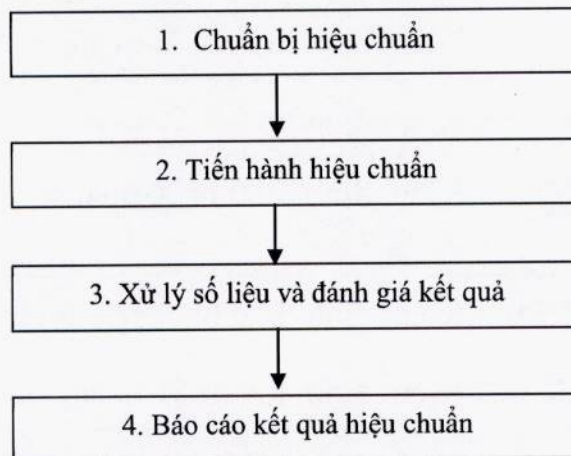 1. Chuẩn bị hiệu chuẩn
2. Tiến hành hiệu chuẩn
3. Xử lý số liệu và đánh giá kết quả
4. Báo cáo kết quả hiệu chuẩn